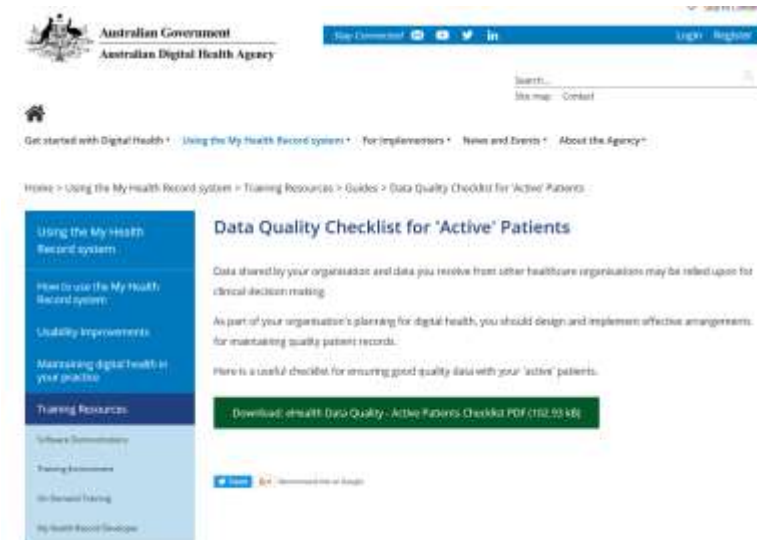 Australian Government
Australian Digital Health Agency
Stay Connected
Login Register
Search...
Site map Contact
Get started with Digital Health Using the My Health Record system For Implementers News and Events About the Agency
Home > Using the My Health Record system > Training Resources > Guides > Data Quality Checklist for 'Active' Patients
Using the My Health
Record system
How to use the My Health
Record system
Usability Improvements
Maintaining digital health in
your practice
Training Resources
Software Demonstrations
Training Environment
On Demand Training
My Health Record Developer
Data Quality Checklist for 'Active' Patients
Data shared by your organisation and data you receive from other healthcare organisations may be relied upon for
clinical decision making.
As part of your organisation's planning for digital health, you should design and implement effective arrangements
for maintaining quality patient records.
Here is a useful checklist for ensuring good quality data with your 'active' patients.
Download: eHealth Data Quality - Active Patients Checklist PDF (102.93 kB)
Tweet